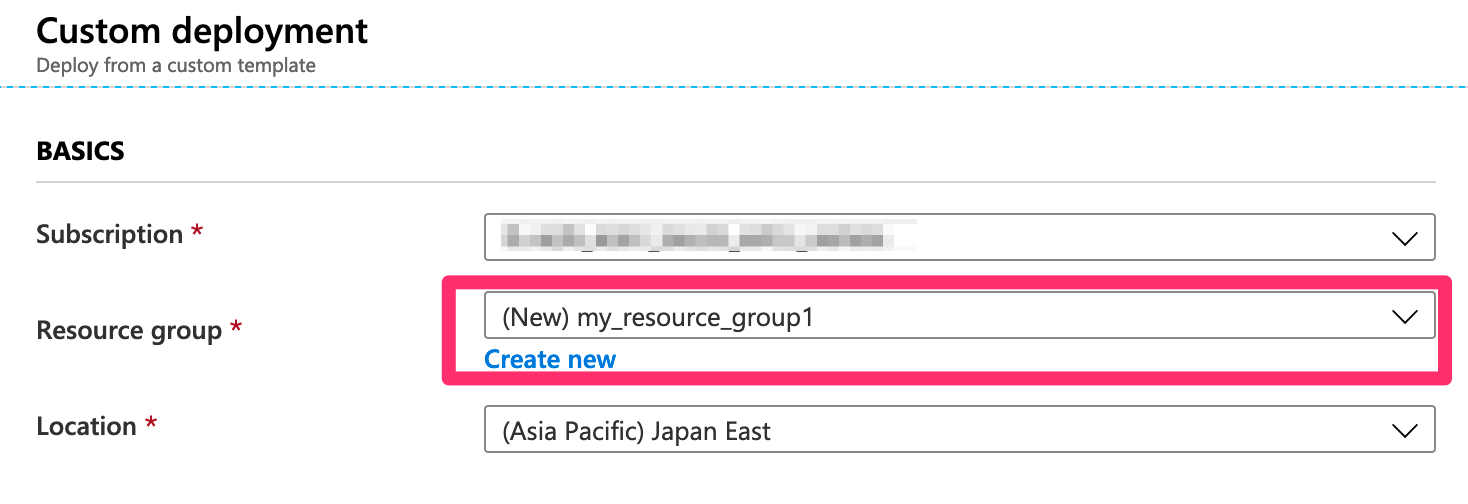 Custom deployment
Deploy from a custom template
BASICS
Subscription *
Resource group *
(New) my_resource_group1
Create new
Location *
(Asia Pacific) Japan East